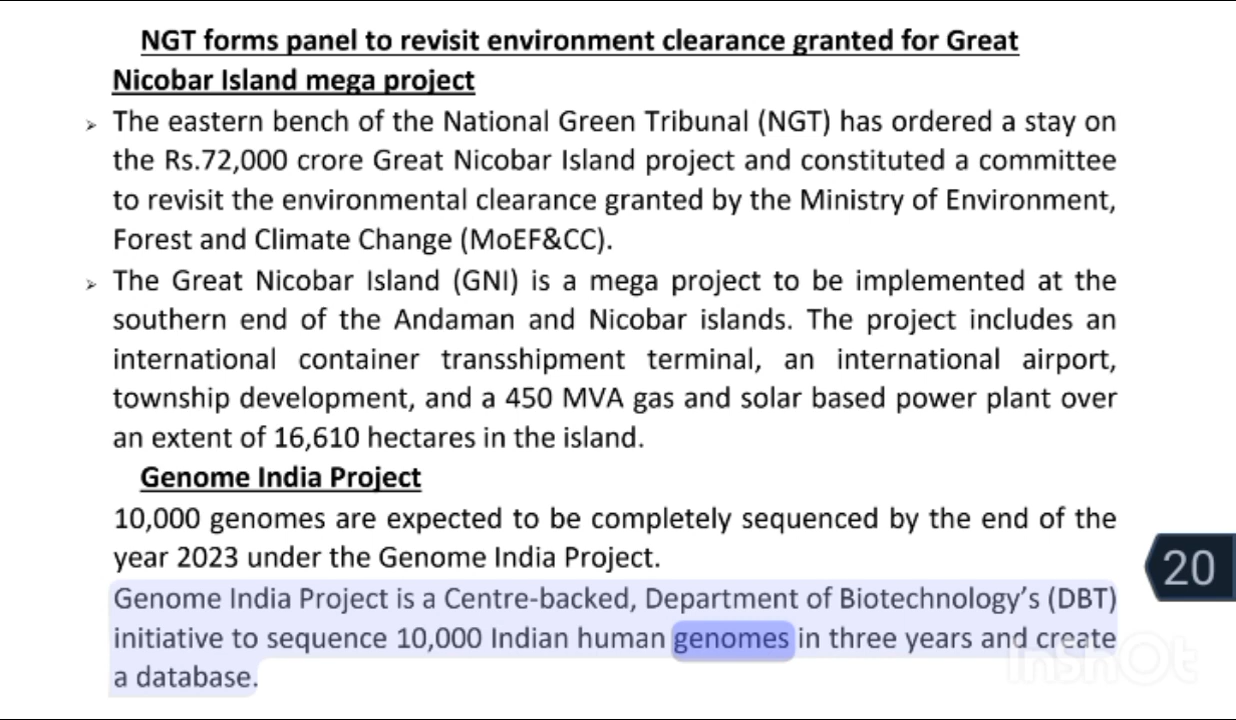 NGT forms panel to revisit environment clearance granted for Great
Nicobar Island mega project
➢ The eastern bench of the National Green Tribunal (NGT) has ordered a stay on
the Rs.72,000 crore Great Nicobar Island project and constituted a committee
to revisit the environmental clearance granted by the Ministry of Environment,
Forest and Climate Change (MoEF&CC).
➢ The Great Nicobar Island (GNI) is a mega project to be implemented at the
southern end of the Andaman and Nicobar islands. The project includes an
international container transshipment terminal, an international airport,
township development, and a 450 MVA gas and solar based power plant over
an extent of 16,610 hectares in the island.
Genome India Project
10,000 genomes are expected to be completely sequenced by the end of the
year 2023 under the Genome India Project.
20
Genome India Project is a Centre-backed, Department of Biotechnology’s (DBT)
initiative to sequence 10,000 Indian human genomes in three years and create
a database.
InShOt